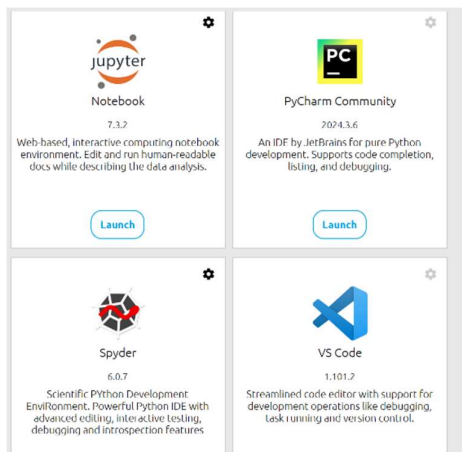 jupyter
Notebook
7.3.2
Web-based, interactive computing notebook
environment. Edit and run human-readable
docs while describing the data analysis.
Launch
PC
PyCharm Community
2024.3.6
An IDE by JetBrains for pure Python
development. Supports code completion,
listing, and debugging.
Launch
Spyder
6.0.7
Scientific PYthon Development
EnviRonment. Powerful Python IDE with
advanced editing, interactive testing,
debugging and introspection features
VS Code
1.101.2
Streamlined code editor with support for
development operations like debugging,
task running and version control.